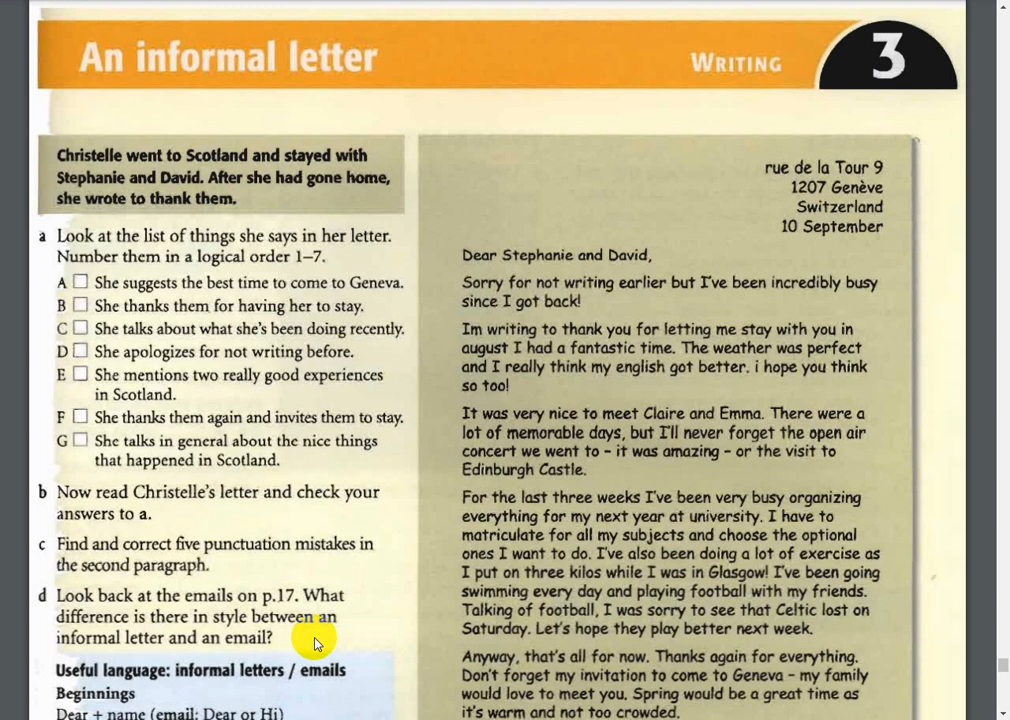 An informal letter
WRITING
3
Christelle went to Scotland and stayed with
Stephanie and David. After she had gone home,
she wrote to thank them.
a Look at the list of things she says in her letter.
Number them in a logical order 1–7.
A She suggests the best time to come to Geneva.
B She thanks them for having her to stay.
C She talks about what she's been doing recently.
D She apologizes for not writing before.
E She mentions two really good experiences
in Scotland.
F She thanks them again and invites them to stay.
G She talks in general about the nice things
that happened in Scotland.
b Now read Christelle's letter and check your
answers to a.
c Find and correct five punctuation mistakes in
the second paragraph.
d Look back at the emails on p.17. What
difference is there in style between an
informal letter and an email?
Useful language: informal letters / emails
Beginnings
Dear + name (email: Dear or Hi)
rue de la Tour 9
1207 Genève
Switzerland
10 September
Dear Stephanie and David,
Sorry for not writing earlier but I've been incredibly busy
since I got back!
Im writing to thank you for letting me stay with you in
august I had a fantastic time. The weather was perfect
and I really think my english got better. i hope you think
so too!
It was very nice to meet Claire and Emma. There were a
lot of memorable days, but I'll never forget the open air
concert we went to – it was amazing – or the visit to
Edinburgh Castle.
For the last three weeks I've been very busy organizing
everything for my next year at university. I have to
matriculate for all my subjects and choose the optional
ones I want to do. I've also been doing a lot of exercise as
I put on three kilos while I was in Glasgow! I've been going
swimming every day and playing football with my friends.
Talking of football, I was sorry to see that Celtic lost on
Saturday. Let's hope they play better next week.
Anyway, that's all for now. Thanks again for everything.
Don't forget my invitation to come to Geneva – my family
would love to meet you. Spring would be a great time as
it's warm and not too crowded.